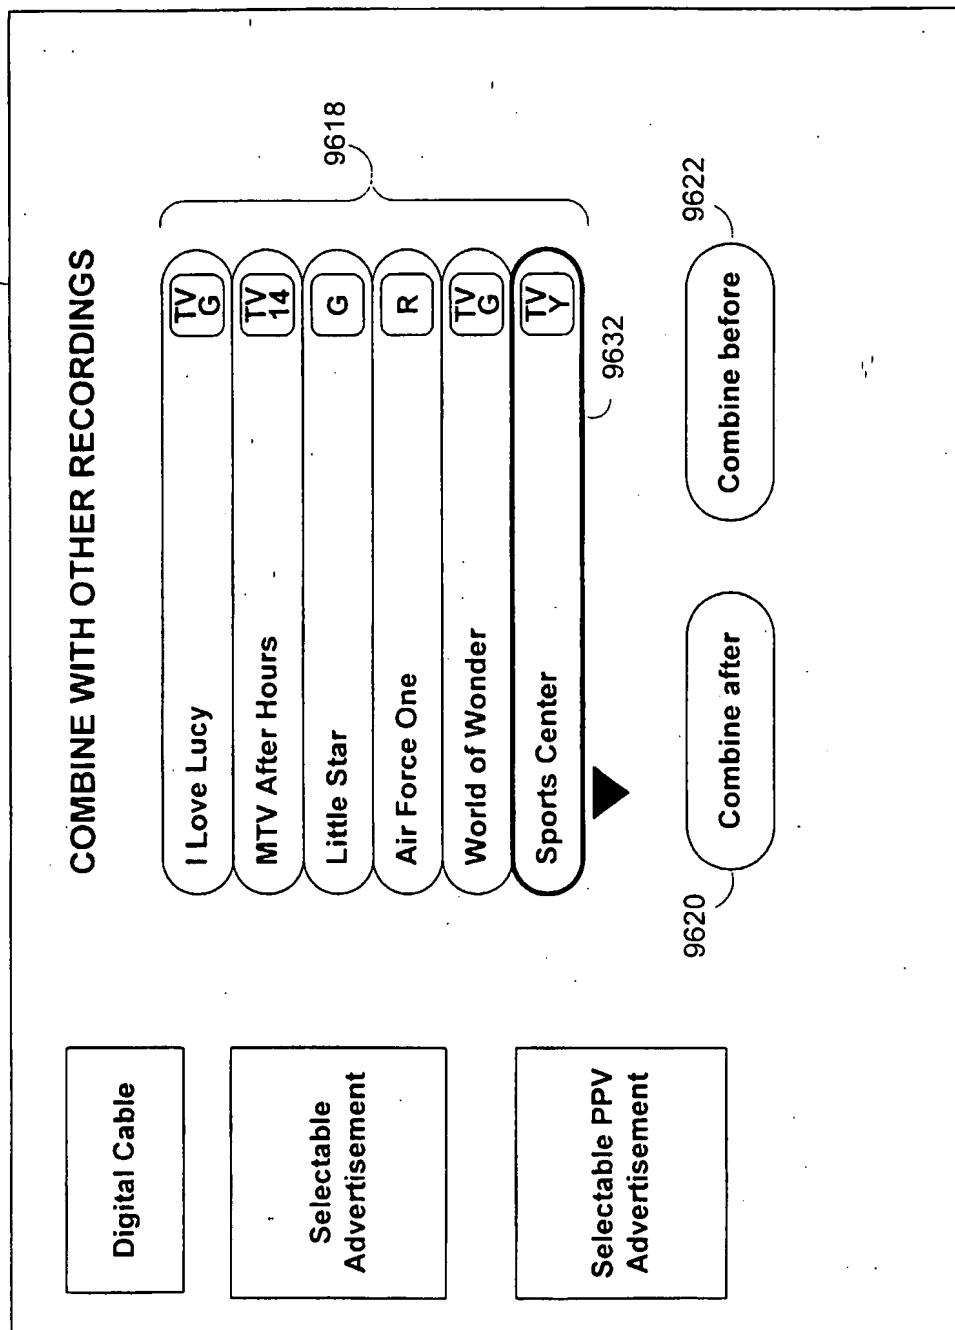 COMBINE WITH OTHER RECORDINGS
Digital Cable
Selectable
Advertisement
Selectable PPV
Advertisement
I Love Lucy
TV
G
MTV After Hours
TV
14
Little Star
G
Air Force One
R
World of Wonder
TV
G
Sports Center
TV
Y
9618
9632
Combine after
9620
Combine before
9622